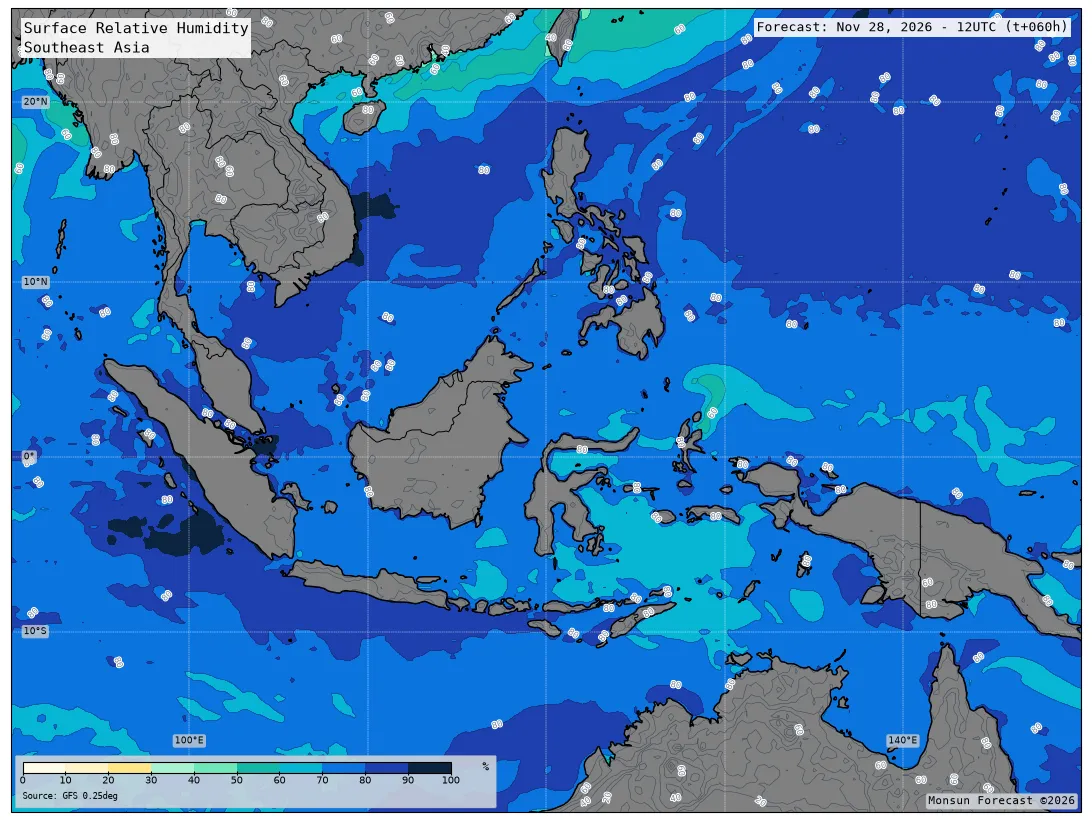 Surface Relative Humidity
Southeast Asia
Forecast: Nov 28, 2026 - 12UTC (t+060h)
20°N
10°N
0°
10°S
100°E
140°E
0 10 20 30 40 50 60 70 80 90 100
%
Source: GFS 0.25deg
Monsun Forecast ©2026